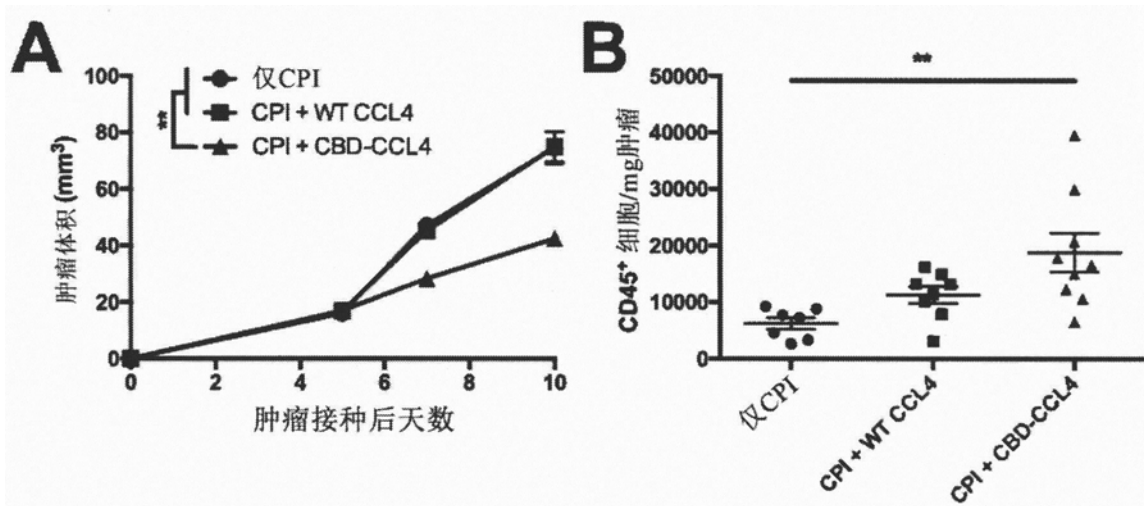 A
100
80
60
40
20
0
肿瘤体积 (mm³)
**
仅CPI
CPI + WT CCL4
CPI + CBD-CCL4
0 2 4 6 8 10
肿瘤接种后天数
B
**
50000
40000
30000
20000
10000
0
CD45⁺ 细胞/mg肿瘤
仅CPI
CPI + WT CCL4
CPI + CBD-CCL4